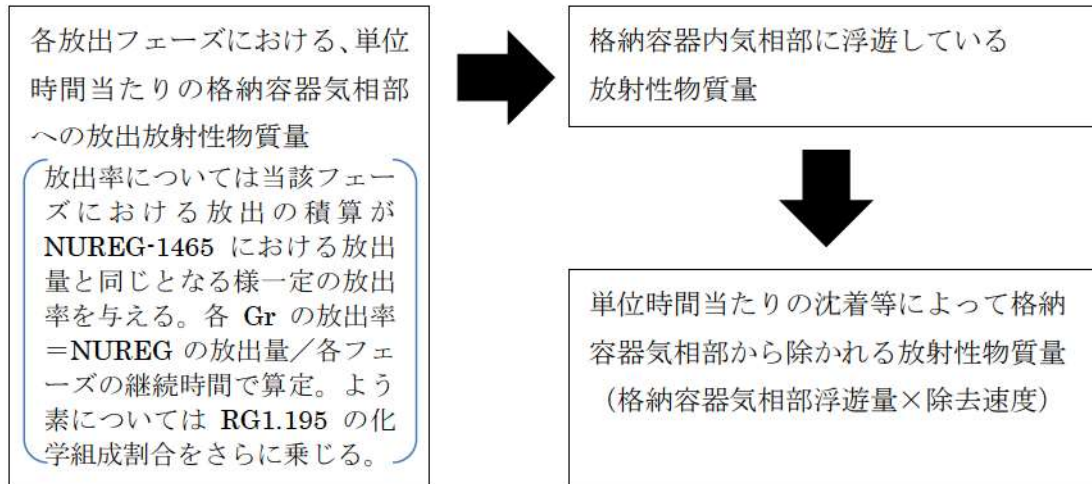 各放出フェーズにおける、単位
時間当たりの格納容器気相部
への放出放射性物質量
放出率については当該フェー
ズにおける放出の積算が
NUREG-1465 における放出
量と同じとなる様一定の放出
率を与える。各 Gr の放出率
=NUREG の放出量/各フェ
ーズの継続時間で算定。よう
素については RG1.195 の化
学組成割合をさらに乗じる。
格納容器内気相部に浮遊している
放射性物質量
単位時間当たりの沈着等によって格納
容器気相部から除かれる放射性物質量
(格納容器気相部浮遊量×除去速度)